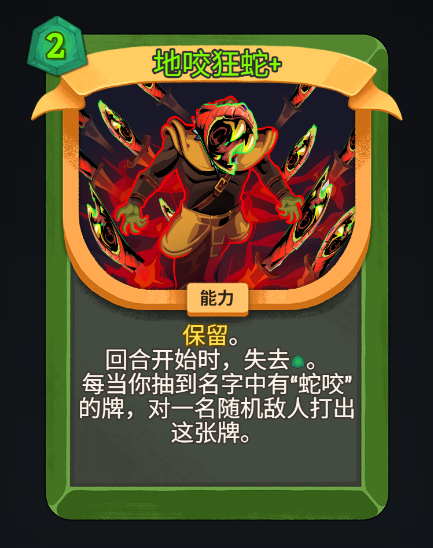 2
地咬狂蛇+
能力
保留。
回合开始时，失去。
每当你抽到名字中有“蛇咬”
的牌，对一名随机敌人打出
这张牌。